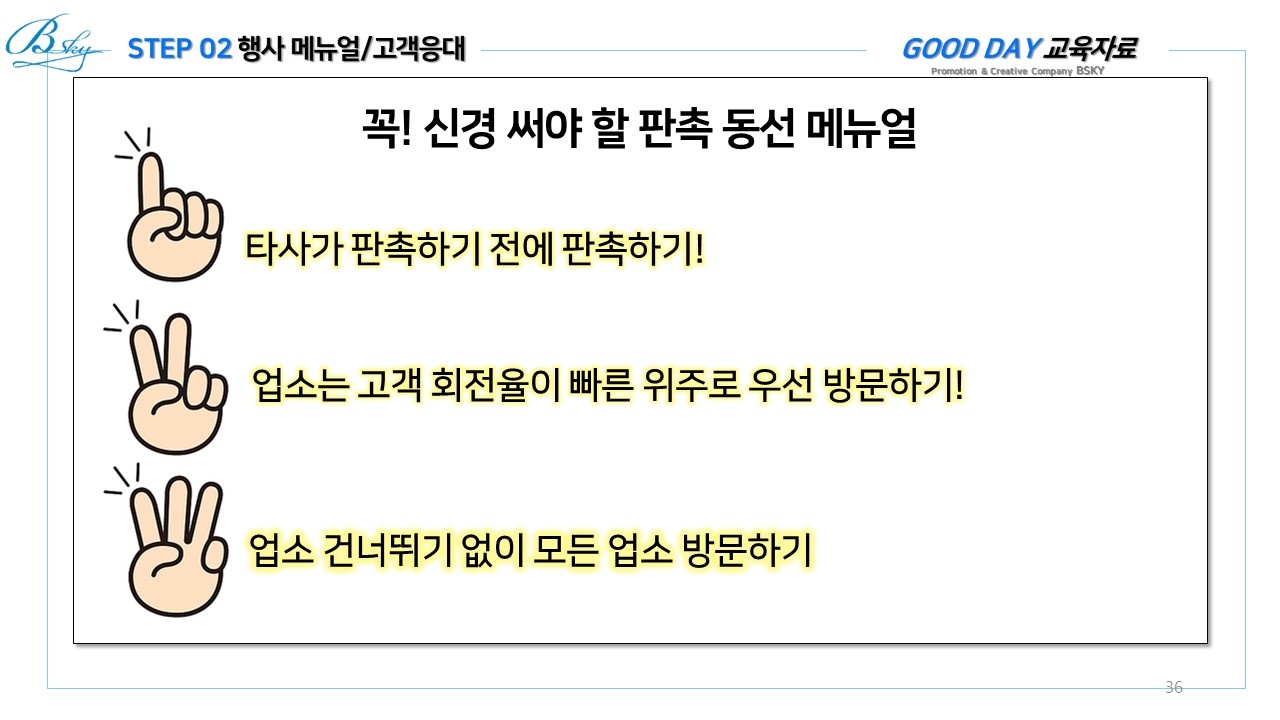 Bsky
STEP 02 행사 메뉴얼/고객응대
GOOD DAY 교육자료
Promotion & Creative Company BSKY
꼭! 신경 써야 할 판촉 동선 메뉴얼
타사가 판촉하기 전에 판촉하기!
업소는 고객 회전율이 빠른 위주로 우선 방문하기!
업소 건너뛰기 없이 모든 업소 방문하기
36